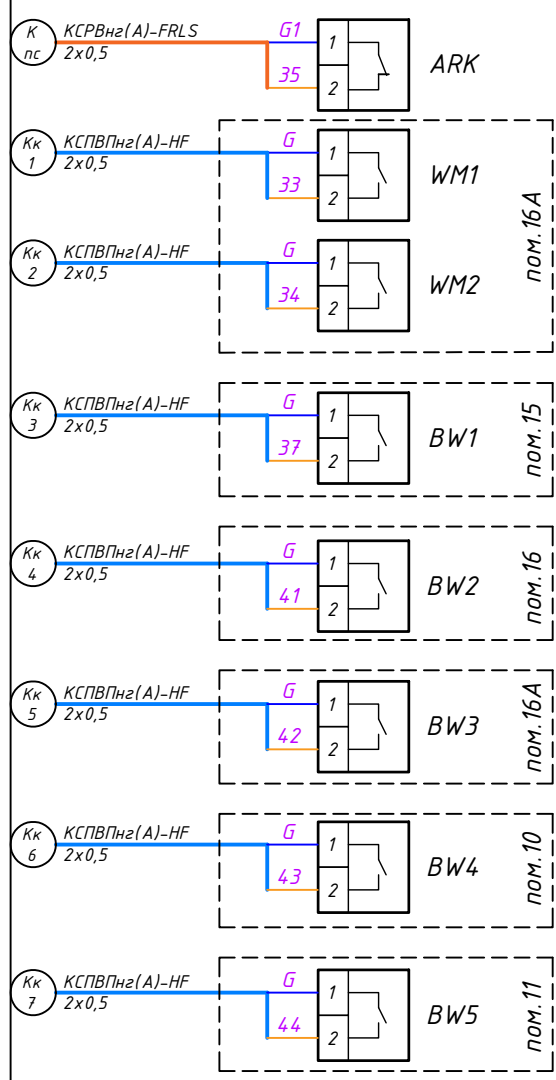 К
пс
КСРВнг(А)-FRLS
2х0,5
G1
35
1
2
ARK
Кк
1
КСПВПнг(А)-HF
2х0,5
G
33
1
2
WM1
пом.16А
Кк
2
КСПВПнг(А)-HF
2х0,5
G
34
1
2
WM2
Кк
3
КСПВПнг(А)-HF
2х0,5
G
37
1
2
BW1
пом.15
Кк
4
КСПВПнг(А)-HF
2х0,5
G
41
1
2
BW2
пом.16
Кк
5
КСПВПнг(А)-HF
2х0,5
G
42
1
2
BW3
пом.16А
Кк
6
КСПВПнг(А)-HF
2х0,5
G
43
1
2
BW4
пом.10
Кк
7
КСПВПнг(А)-HF
2х0,5
G
44
1
2
BW5
пом.11